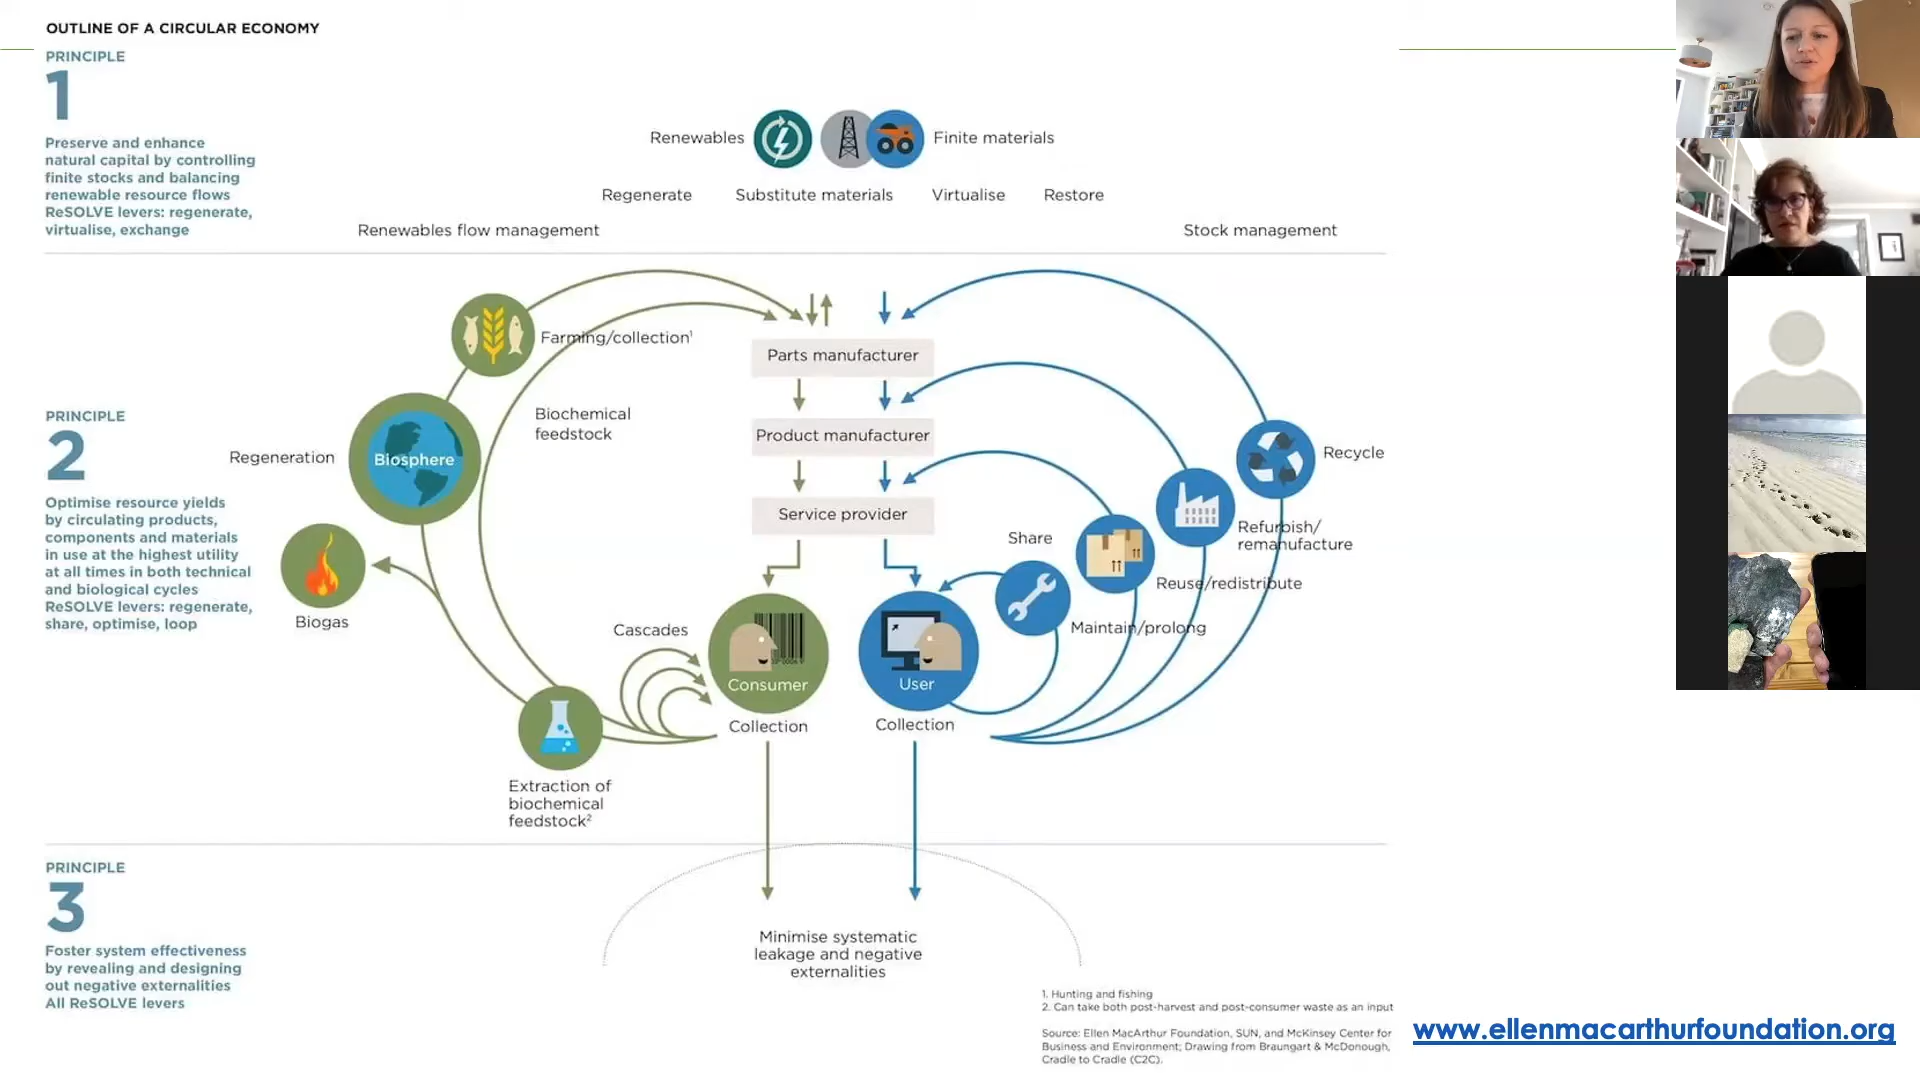 OUTLINE OF A CIRCULAR ECONOMY
PRINCIPLE
1
Preserve and enhance
natural capital by controlling
finite stocks and balancing
renewable resource flows
ReSOLVE levers: regenerate,
virtualise, exchange
Renewables
Finite materials
Regenerate
Substitute materials
Virtualise
Restore
Renewables flow management
Stock management
PRINCIPLE
2
Optimise resource yields
by circulating products,
components and materials
in use at the highest utility
at all times in both technical
and biological cycles
ReSOLVE levers: regenerate,
share, optimise, loop
Farming/collection¹
Parts manufacturer
Biochemical
feedstock
Product manufacturer
Regeneration
Biosphere
Recycle
Service provider
Share
Refurbish/
remanufacture
Reuse/redistribute
Biogas
Cascades
Maintain/prolong
Consumer
User
Collection
Collection
Extraction of
biochemical
feedstock²
PRINCIPLE
3
Foster system effectiveness
by revealing and designing
out negative externalities
All ReSOLVE levers
Minimise systematic
leakage and negative
externalities
1. Hunting and fishing
2. Can take both post-harvest and post-consumer waste as an input
Source: Ellen MacArthur Foundation, SUN, and McKinsey Center for
Business and Environment; Drawing from Braungart & McDonough,
Cradle to Cradle (C2C).
www.ellenmacarthurfoundation.org